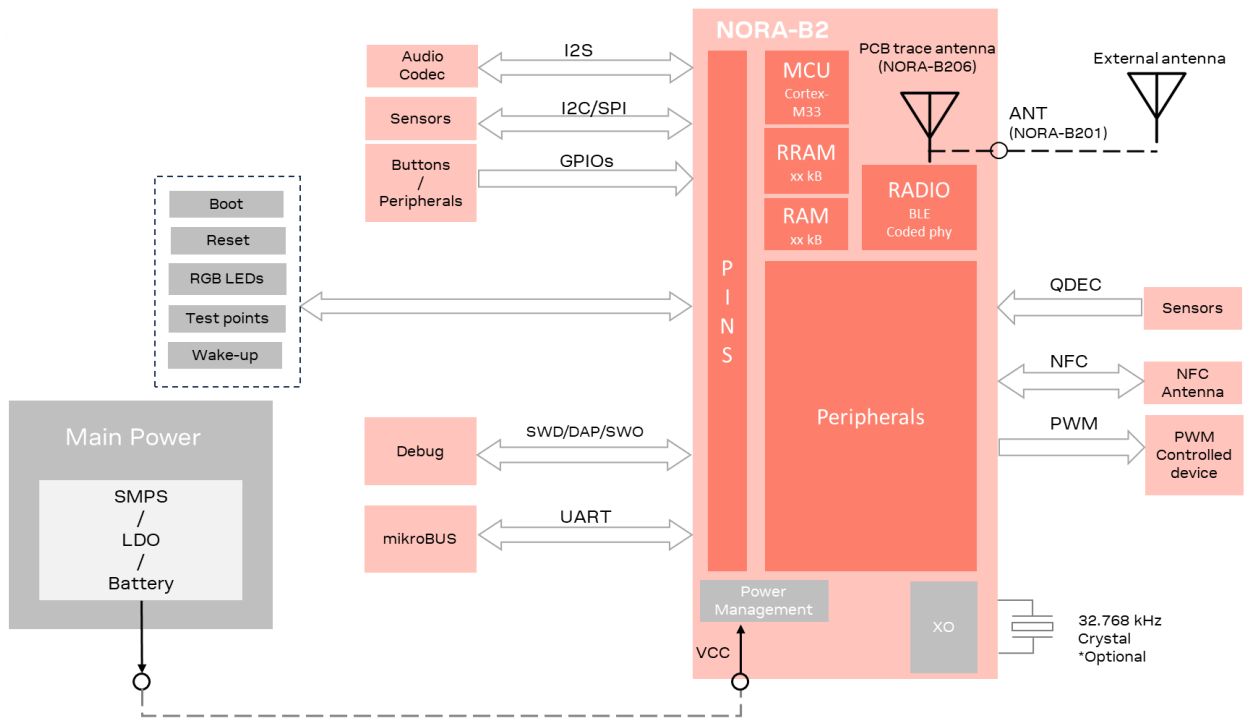 NORA-B2
Audio
Codec
I2S
Sensors
I2C/SPI
Buttons
/
Peripherals
GPIOs
Boot
Reset
RGB LEDs
Test points
Wake-up
Main Power
SMPS
/
LDO
/
Battery
Debug
SWD/DAP/SWO
mikroBUS
UART
PINS
MCU
Cortex-
M33
RRAM
xx kB
RAM
xx kB
PCB trace antenna
(NORA-B206)
RADIO
BLE
Coded phy
Peripherals
Power
Management
VCC
XO
External antenna
ANT
(NORA-B201)
QDEC
Sensors
NFC
NFC
Antenna
PWM
PWM
Controlled
device
32.768 kHz
Crystal
*Optional